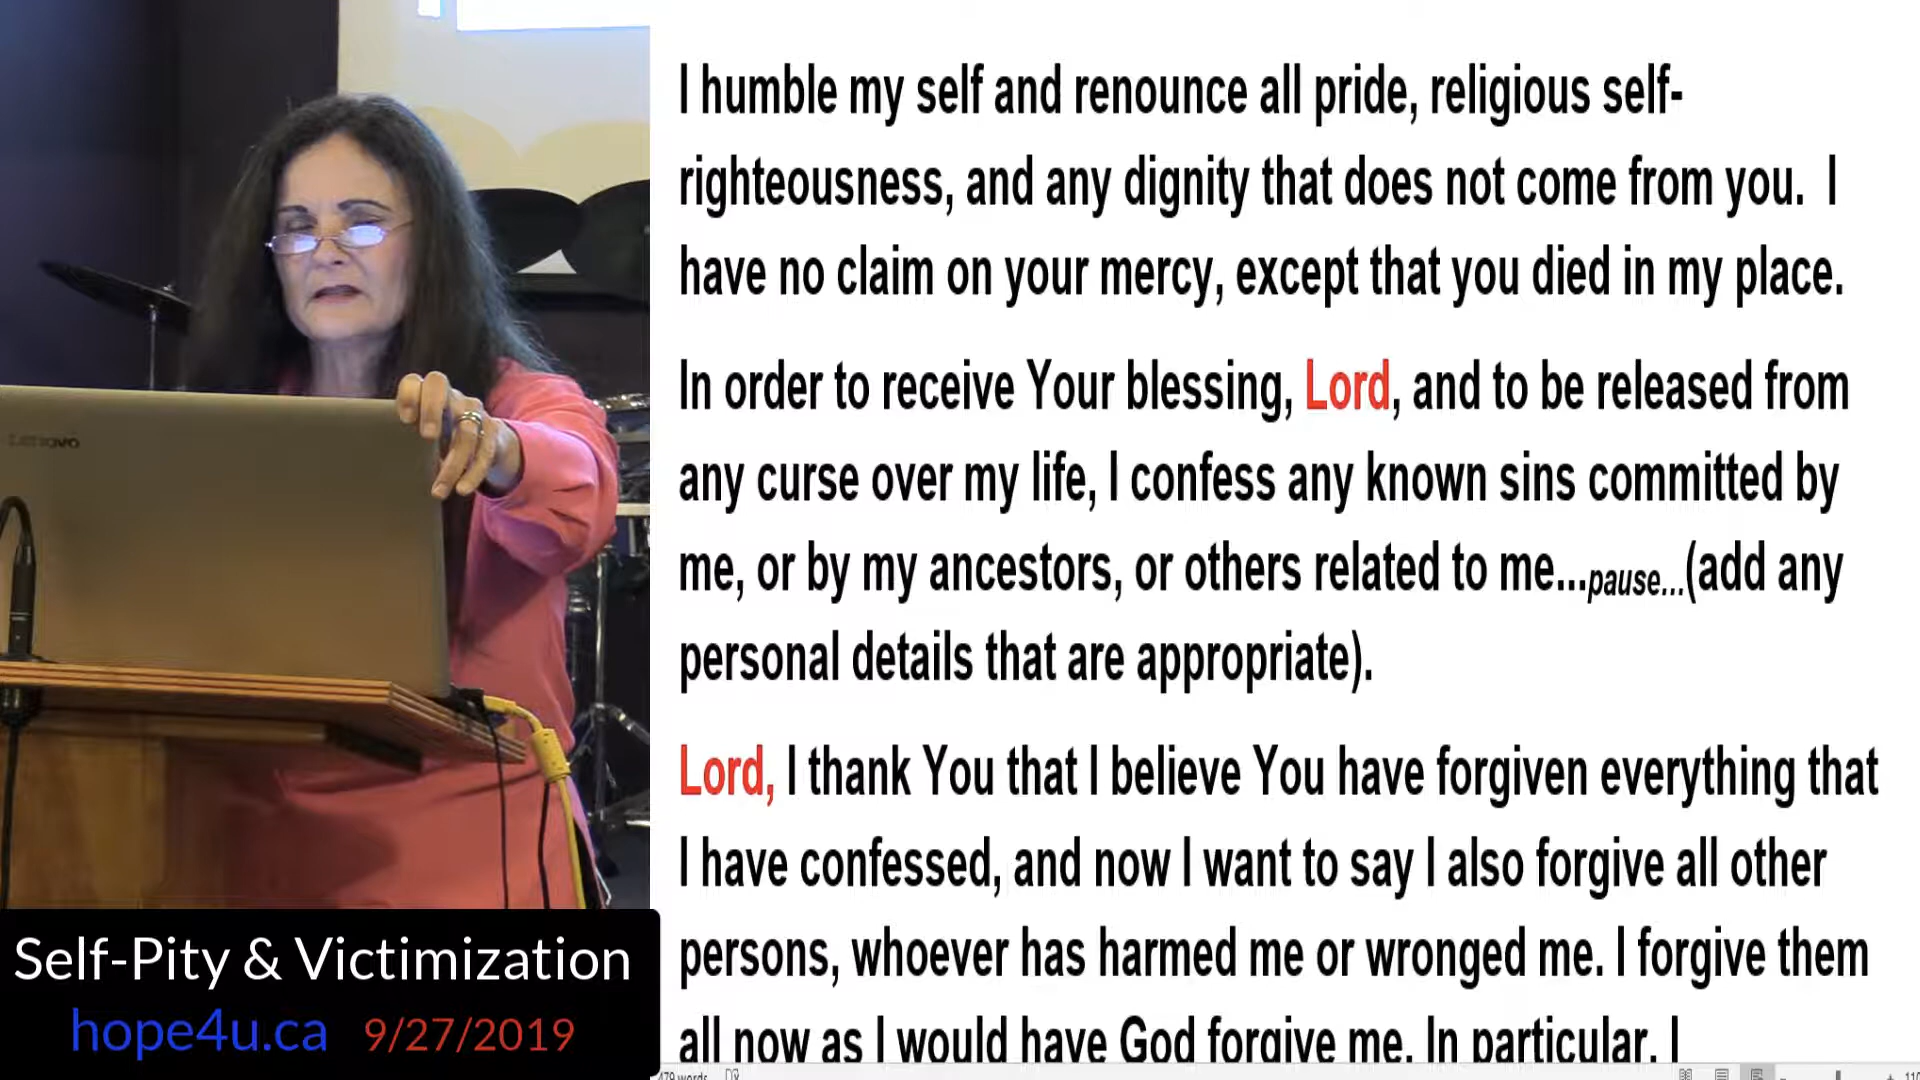 I humble my self and renounce all pride, religious self-
righteousness, and any dignity that does not come from you.  I
have no claim on your mercy, except that you died in my place.
In order to receive Your blessing, Lord, and to be released from
any curse over my life, I confess any known sins committed by
me, or by my ancestors, or others related to me...pause...(add any
personal details that are appropriate).
Lord, I thank You that I believe You have forgiven everything that
I have confessed, and now I want to say I also forgive all other
persons, whoever has harmed me or wronged me. I forgive them
all now as I would have God forgive me. In particular, I
479 words
110
Lenovo
Self-Pity & Victimization
hope4u.ca 9/27/2019